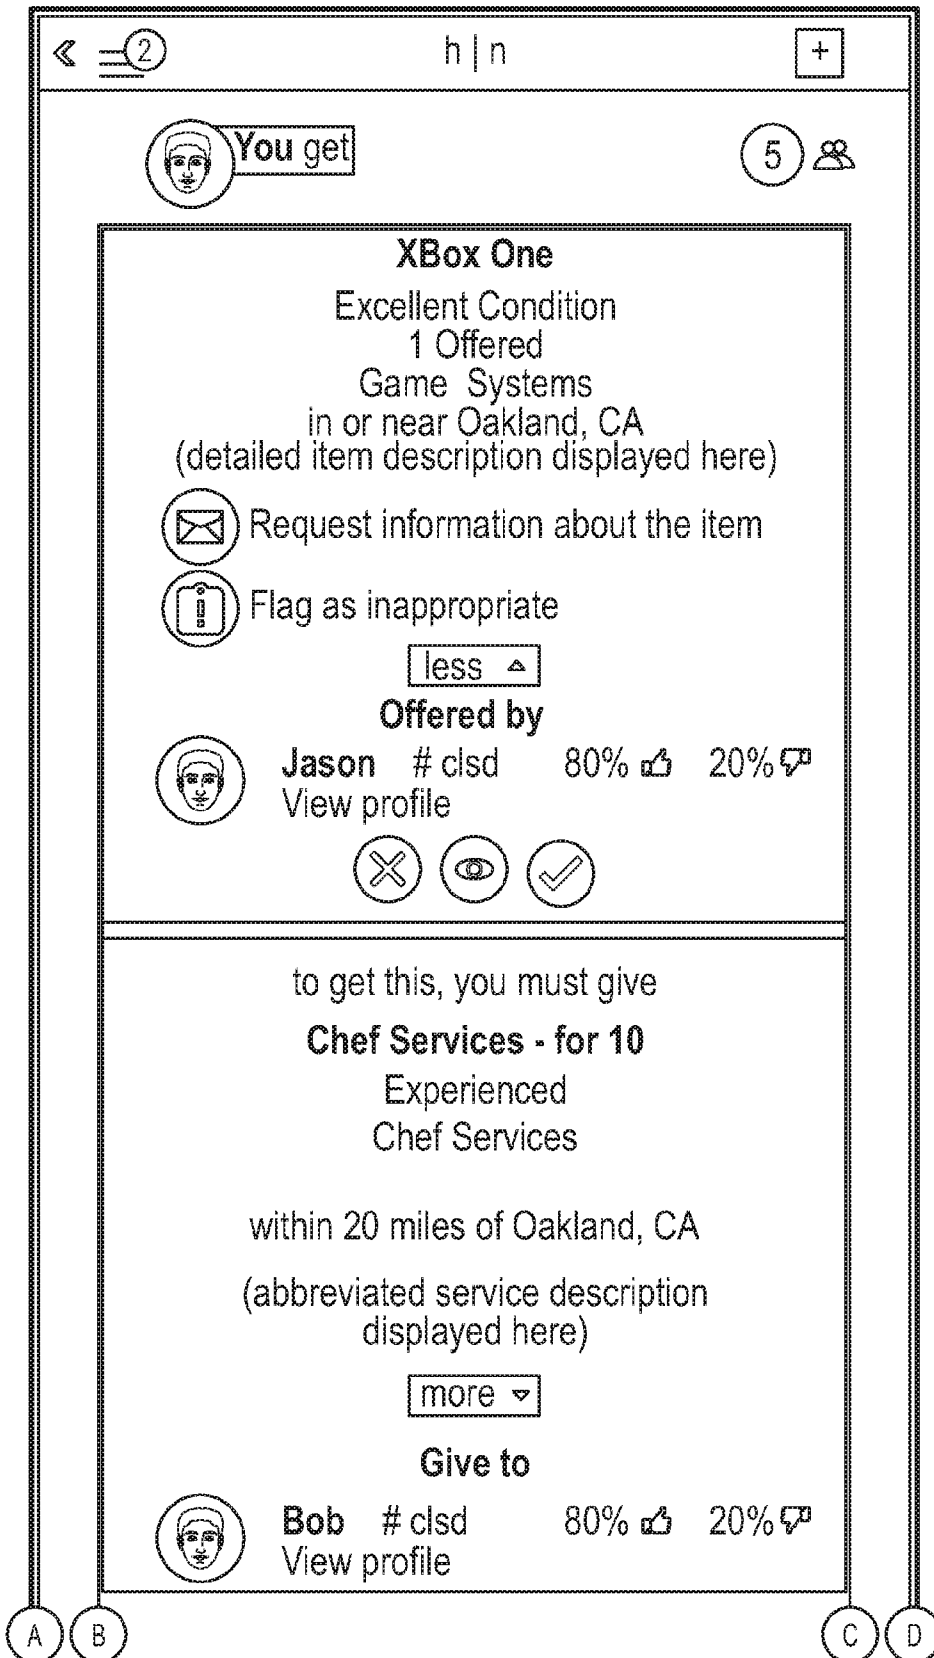 2
h | n
+
You get
5
XBox One
Excellent Condition
1 Offered
Game Systems
in or near Oakland, CA
(detailed item description displayed here)
Request information about the item
Flag as inappropriate
less
Offered by
Jason # clsd 80% 20%
View profile
to get this, you must give
Chef Services - for 10
Experienced
Chef Services
within 20 miles of Oakland, CA
(abbreviated service description
displayed here)
more
Give to
Bob # clsd 80% 20%
View profile
A B C D